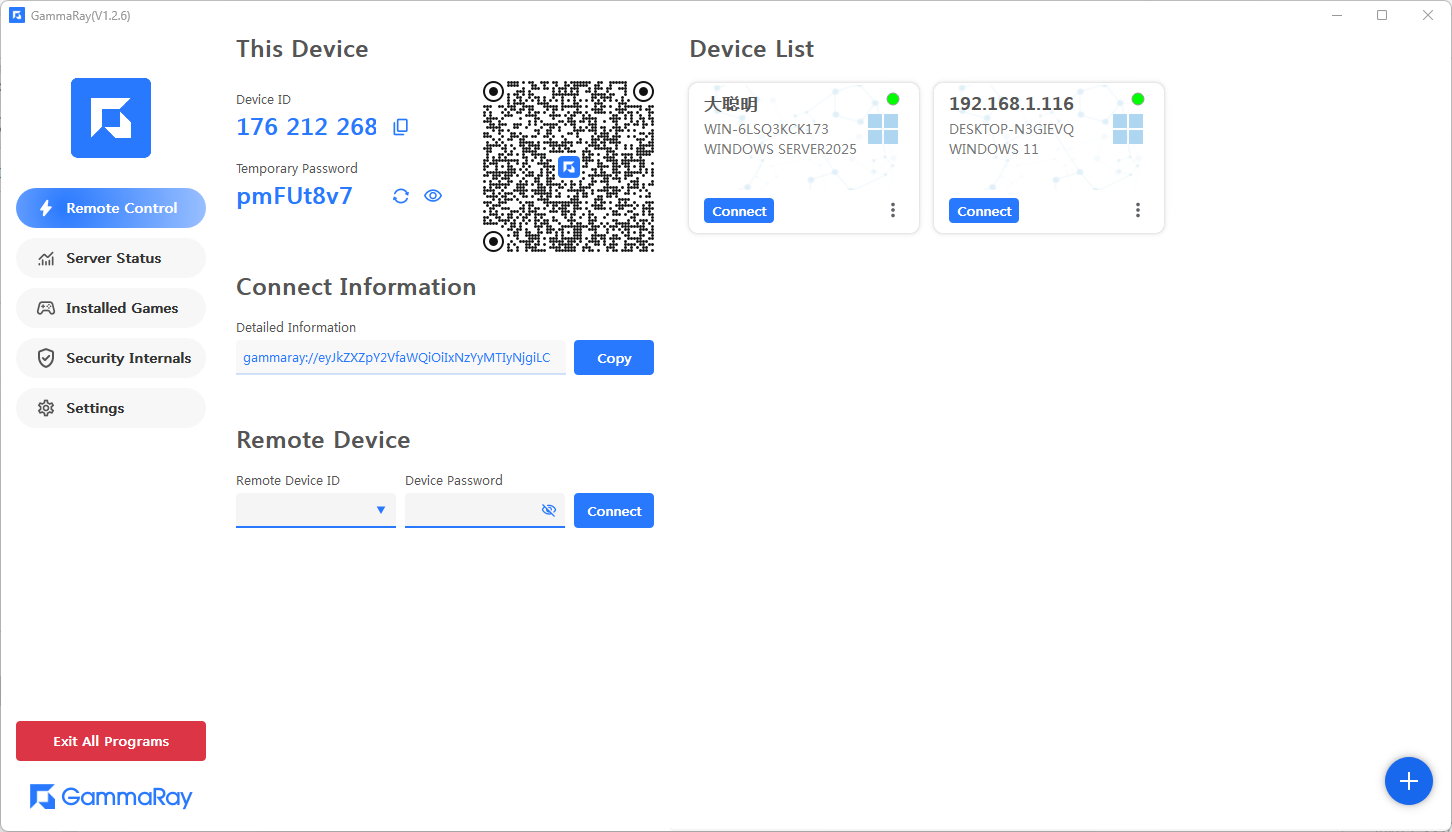 GammaRay(V1.2.6)
Remote Control
Server Status
Installed Games
Security Internals
Settings
Exit All Programs
GammaRay
This Device
Device ID
176 212 268
Temporary Password
pmFUt8v7
Connect Information
Detailed Information
gammaray://eyJkZXZpY2VfaWQiOiIxNzYyMTIyNjgiLC
Copy
Remote Device
Remote Device ID
Device Password
Connect
Device List
大聪明
WIN-6LSQ3KCK173
WINDOWS SERVER2025
Connect
192.168.1.116
DESKTOP-N3GIEVQ
WINDOWS 11
Connect